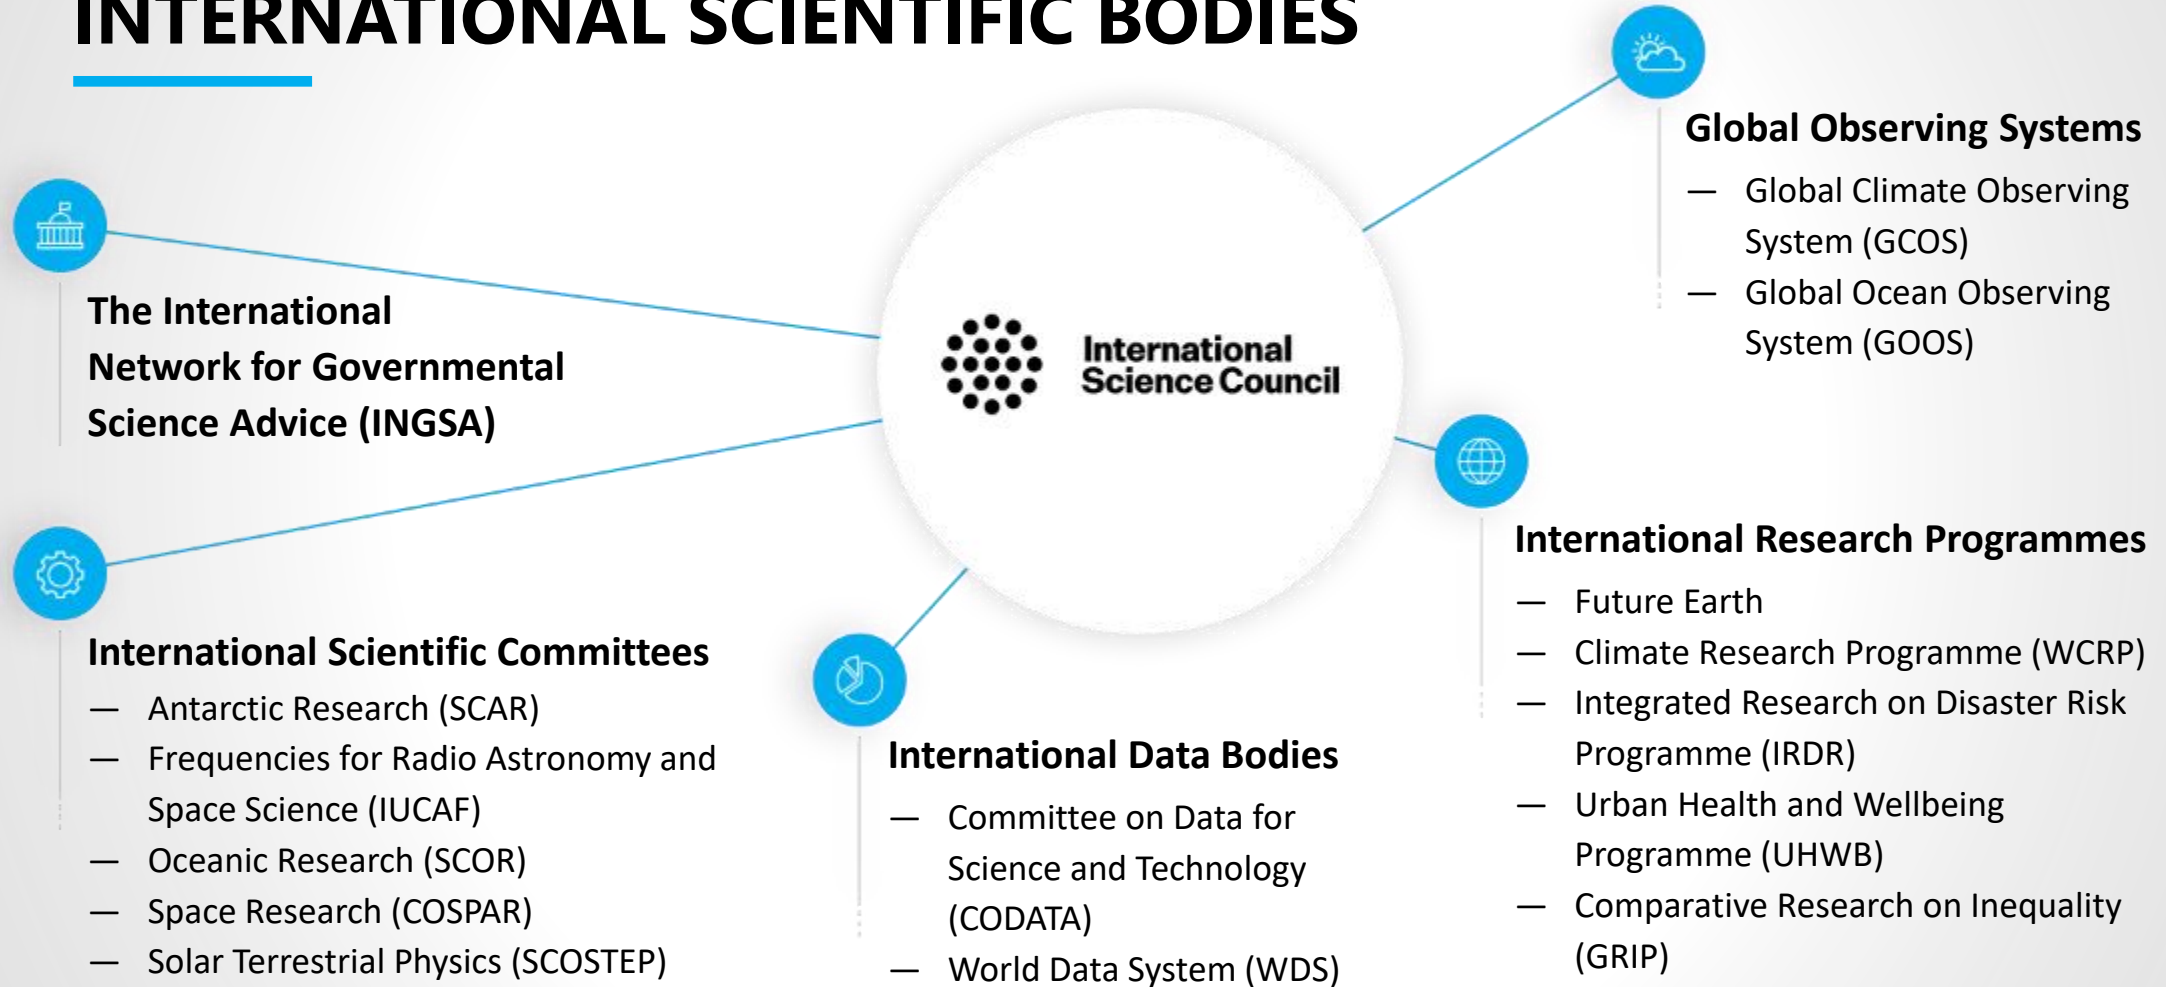 INTERNATIONAL SCIENTIFIC BODIES
The International
Network for Governmental
Science Advice (INGSA)
International Scientific Committees
— Antarctic Research (SCAR)
— Frequencies for Radio Astronomy and
Space Science (IUCAF)
— Oceanic Research (SCOR)
— Space Research (COSPAR)
— Solar Terrestrial Physics (SCOSTEP)
International
Science Council
International Data Bodies
— Committee on Data for
Science and Technology
(CODATA)
— World Data System (WDS)
Global Observing Systems
— Global Climate Observing
System (GCOS)
— Global Ocean Observing
System (GOOS)
International Research Programmes
— Future Earth
— Climate Research Programme (WCRP)
— Integrated Research on Disaster Risk
Programme (IRDR)
— Urban Health and Wellbeing
Programme (UHWB)
— Comparative Research on Inequality
(GRIP)